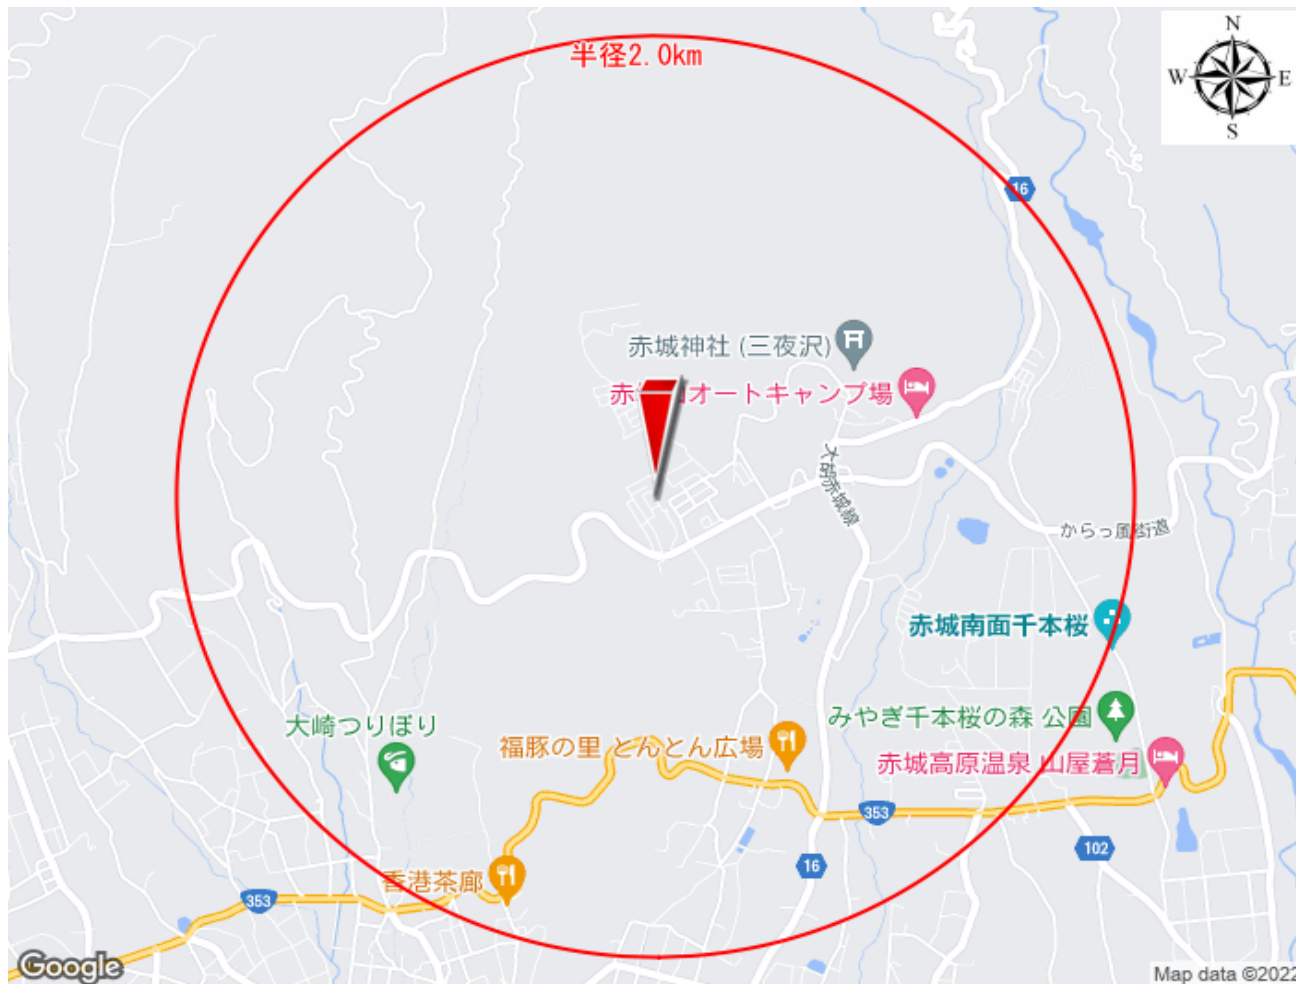 半径2.0km
N
W
E
S
16
赤城神社 (三夜沢)
オートキャンプ場
大胡赤城線
からっ風街道
赤城南面千本桜
みやぎ千本桜の森 公園
大崎つりぼり
福豚の里 とんとん広場
赤城高原温泉 山屋蒼月
353
102
16
香港茶廊
353
Google
Map data ©2022